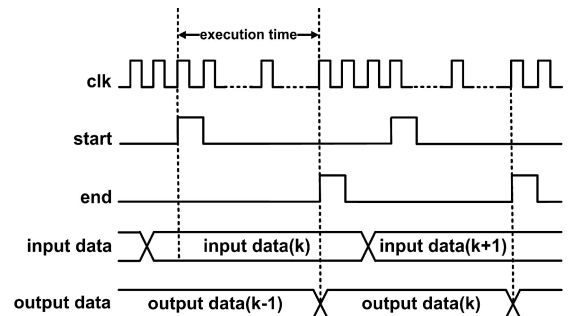 execution time
clk
start
end
input data input data(k) input data(k+1)
output data output data(k-1) output data(k)